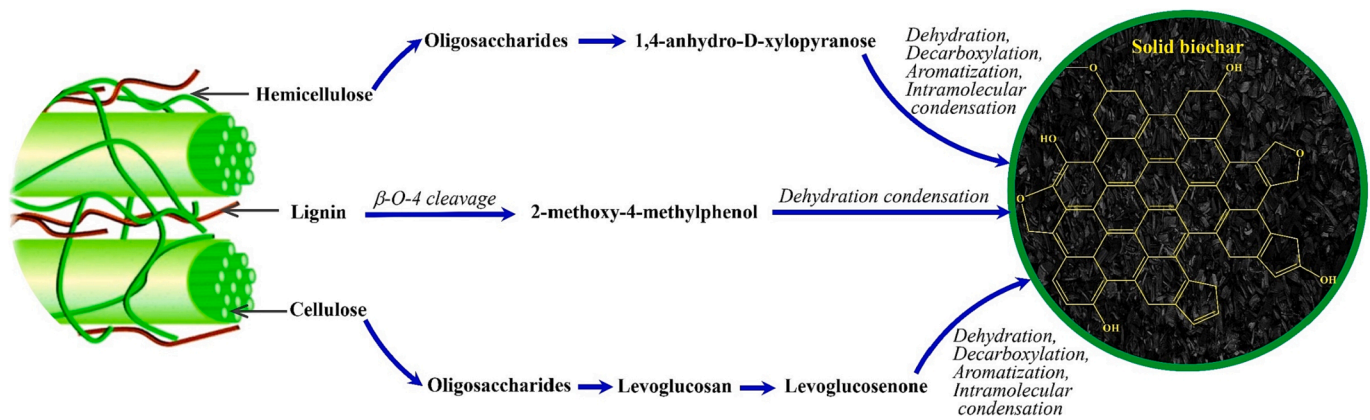 Oligosaccharides
1,4-anhydro-D-xylopyranose
Dehydration,
Decarboxylation,
Aromatization,
Intramolecular
condensation
Solid biochar
O
OH
Hemicellulose
HO
O
Lignin
β-O-4 cleavage
2-methoxy-4-methylphenol
Dehydration condensation
O
OH
Cellulose
OH
Dehydration,
Decarboxylation,
Aromatization,
Intramolecular
condensation
Oligosaccharides
Levoglucosan
Levoglucosenone